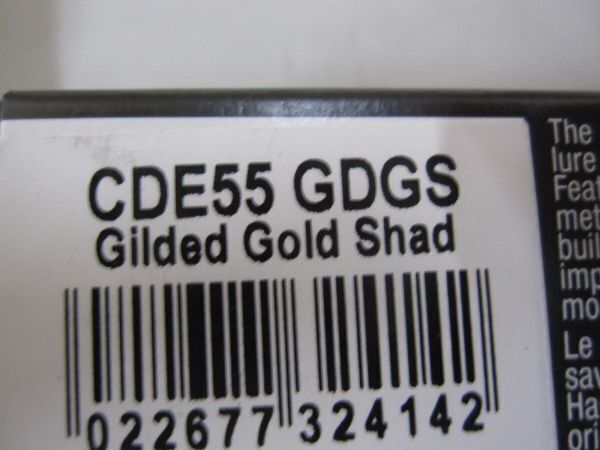 CDE55 GDGS
Gilded Gold Shad
022677 324142
The
lure
Feat
met
buil
imp
mo
Le
sav
Ha
ori